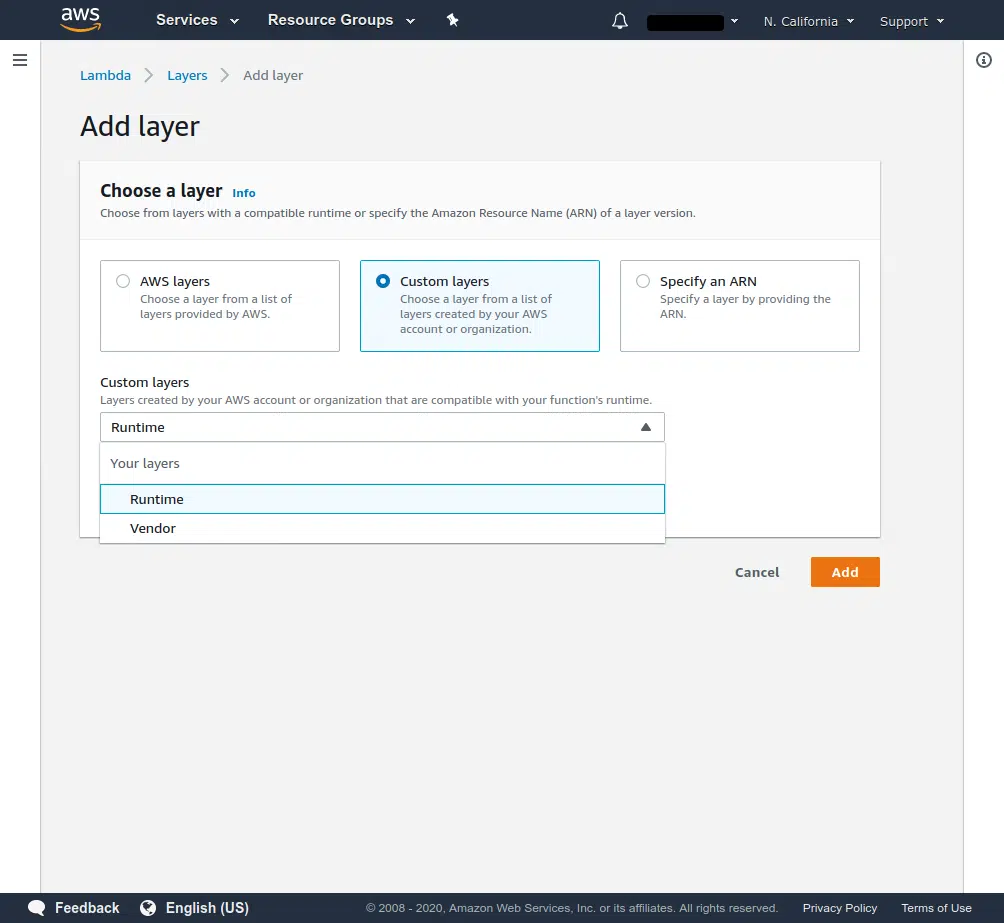 aws Services Resource Groups N. California Support
Lambda Layers Add layer
Add layer
Choose a layer Info
Choose from layers with a compatible runtime or specify the Amazon Resource Name (ARN) of a layer version.
AWS layers
Choose a layer from a list of
layers provided by AWS.
Custom layers
Choose a layer from a list of
layers created by your AWS
account or organization.
Specify an ARN
Specify a layer by providing the
ARN.
Custom layers
Layers created by your AWS account or organization that are compatible with your function's runtime.
Runtime
Your layers
Runtime
Vendor
Cancel Add
Feedback English (US) © 2008 - 2020, Amazon Web Services, Inc. or its affiliates. All rights reserved. Privacy Policy Terms of Use